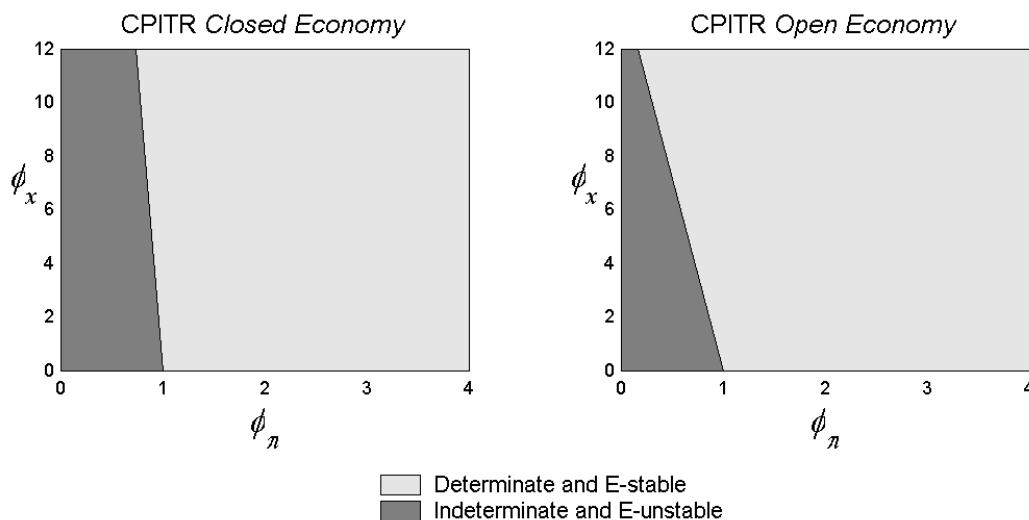 CPITR Closed Economy
12
10
8
6
4
2
0
ϕx
0 1 2 3 4
ϕπ
CPITR Open Economy
12
10
8
6
4
2
0
ϕx
0 1 2 3 4
ϕπ
Determinate and E-stable
Indeterminate and E-unstable